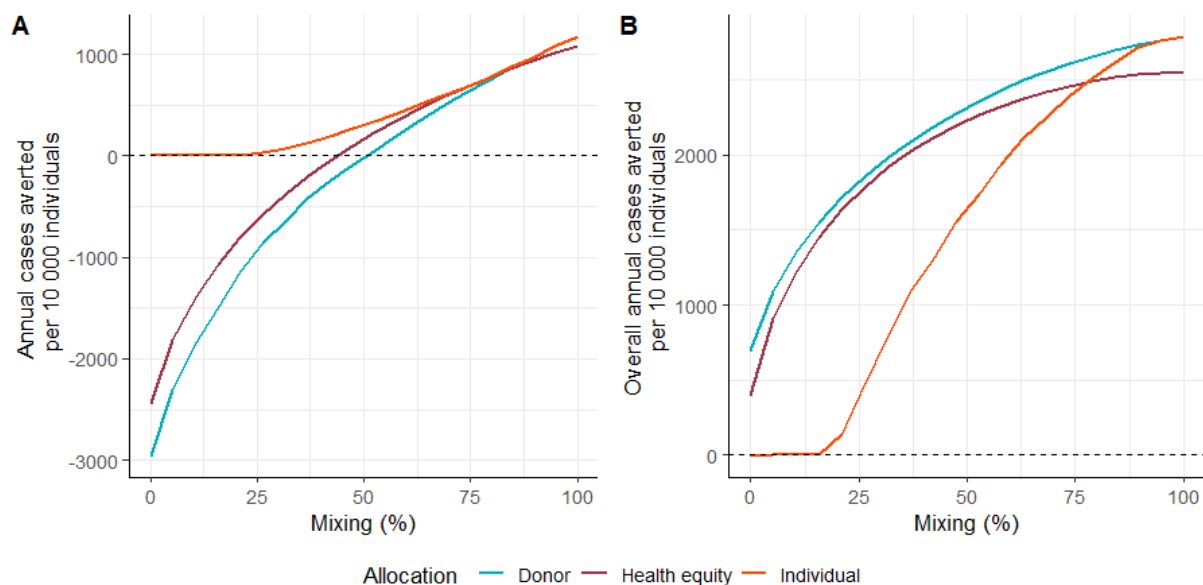 A
Annual cases averted
per 10 000 individuals
1000
0
-1000
-2000
-3000
0 25 50 75 100
Mixing (%)
B
Overall annual cases averted
per 10 000 individuals
2000
1000
0
0 25 50 75 100
Mixing (%)
Allocation Donor Health equity Individual